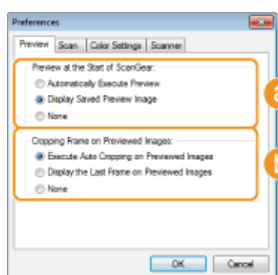 Preferences
Preview Scan Color Settings Scanner
Preview at the Start of ScanGear:
Automatically Execute Preview
Display Saved Preview Image
None
a
Cropping Frame on Previewed Images:
Execute Auto Cropping on Previewed Images
Display the Last Frame on Previewed Images
None
b
OK Cancel